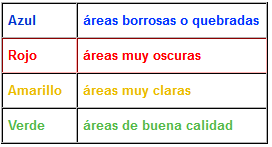 Azul áreas borrosas o quebradas
Rojo áreas muy oscuras
Amarillo áreas muy claras
Verde áreas de buena calidad